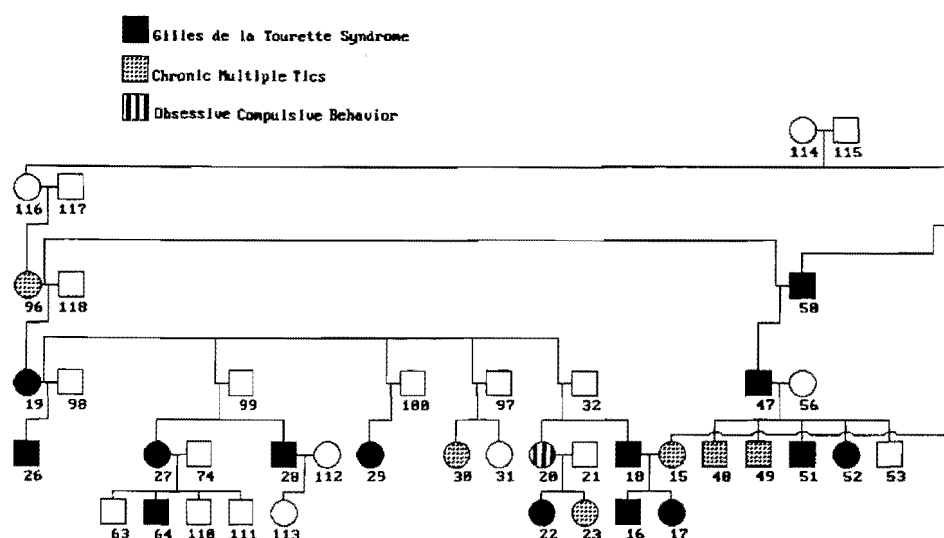 Gilles de la Tourette Syndrome
Chronic Multiple Tics
Obsessive Compulsive Behavior
114 115
116 117
96 118 50
19 98 99 100 97 32 47 56
26 27 74 28 112 29 30 31 20 21 18 15 48 49 51 52 53
63 64 110 111 113 22 23 16 17